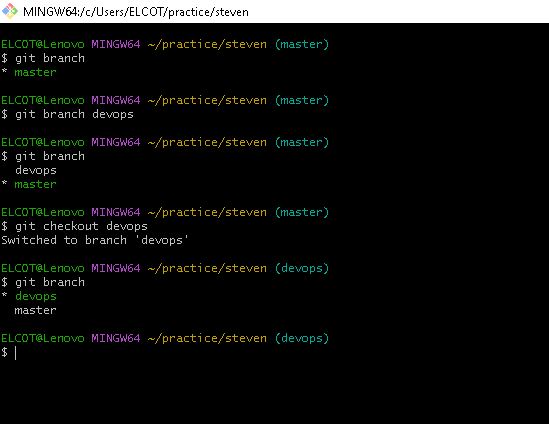 MINGW64:/c/Users/ELCOT/practice/steven
ELCOT@Lenovo MINGW64 ~/practice/steven (master)
$ git branch
* master
ELCOT@Lenovo MINGW64 ~/practice/steven (master)
$ git branch devops
ELCOT@Lenovo MINGW64 ~/practice/steven (master)
$ git branch
  devops
* master
ELCOT@Lenovo MINGW64 ~/practice/steven (master)
$ git checkout devops
Switched to branch 'devops'
ELCOT@Lenovo MINGW64 ~/practice/steven (devops)
$ git branch
* devops
  master
ELCOT@Lenovo MINGW64 ~/practice/steven (devops)
$